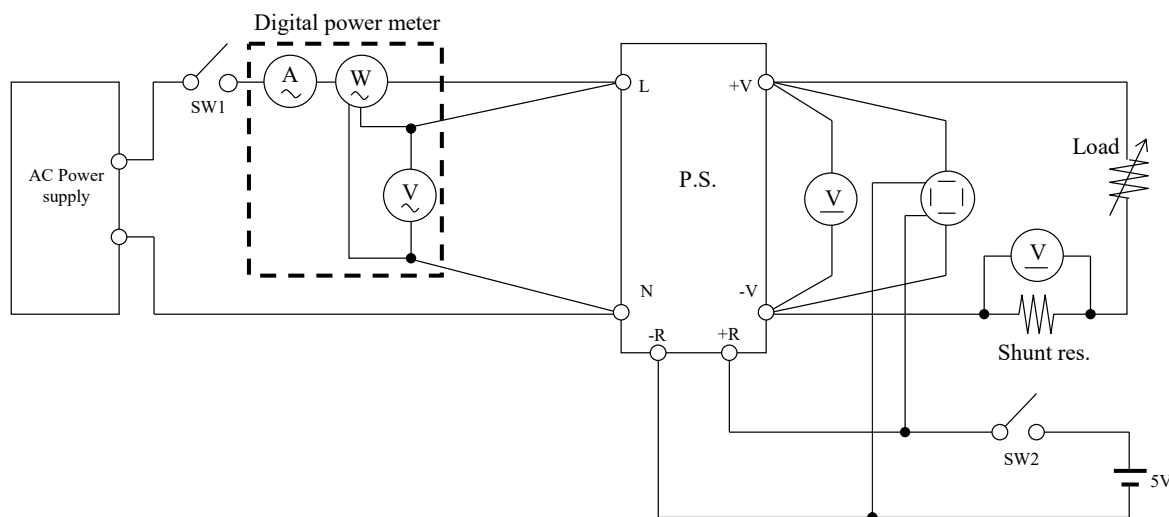 Digital power meter
A
W
SW1
L
+V
Load
AC Power
supply
V
P.S.
V
V
N
-V
-R
+R
Shunt res.
SW2
5V